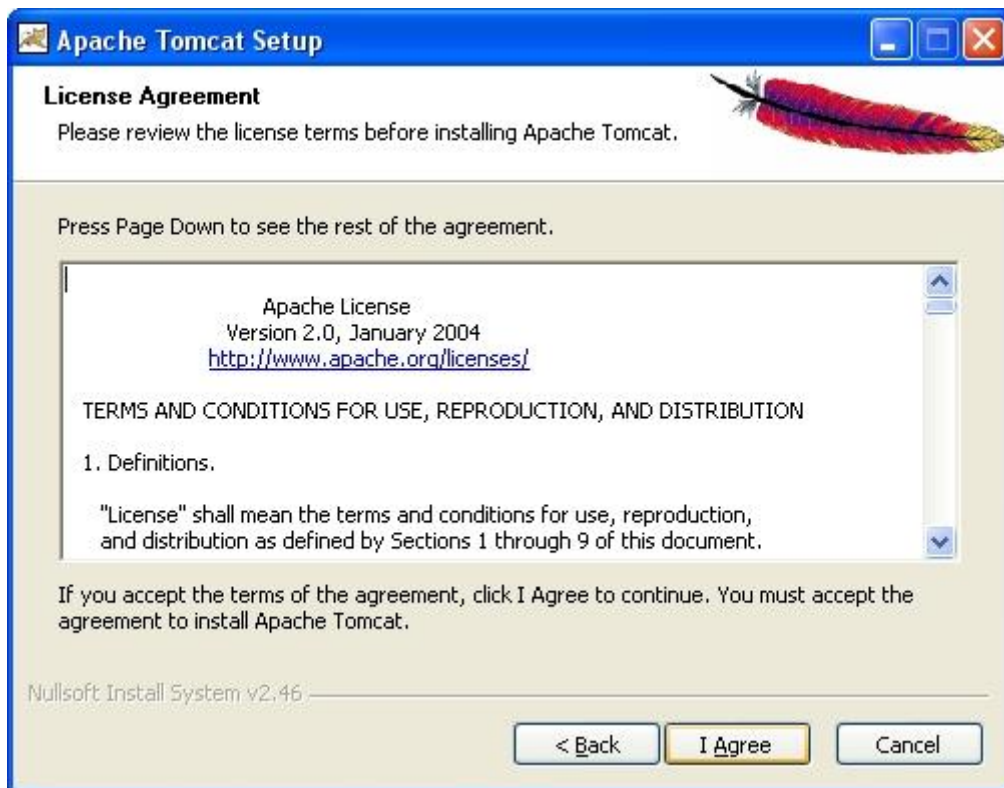 Apache Tomcat Setup
License Agreement
Please review the license terms before installing Apache Tomcat.
Press Page Down to see the rest of the agreement.
Apache License
Version 2.0, January 2004
http://www.apache.org/licenses/
TERMS AND CONDITIONS FOR USE, REPRODUCTION, AND DISTRIBUTION
1. Definitions.
"License" shall mean the terms and conditions for use, reproduction,
and distribution as defined by Sections 1 through 9 of this document.
If you accept the terms of the agreement, click I Agree to continue. You must accept the
agreement to install Apache Tomcat.
Nullsoft Install System v2.46
< Back I Agree Cancel